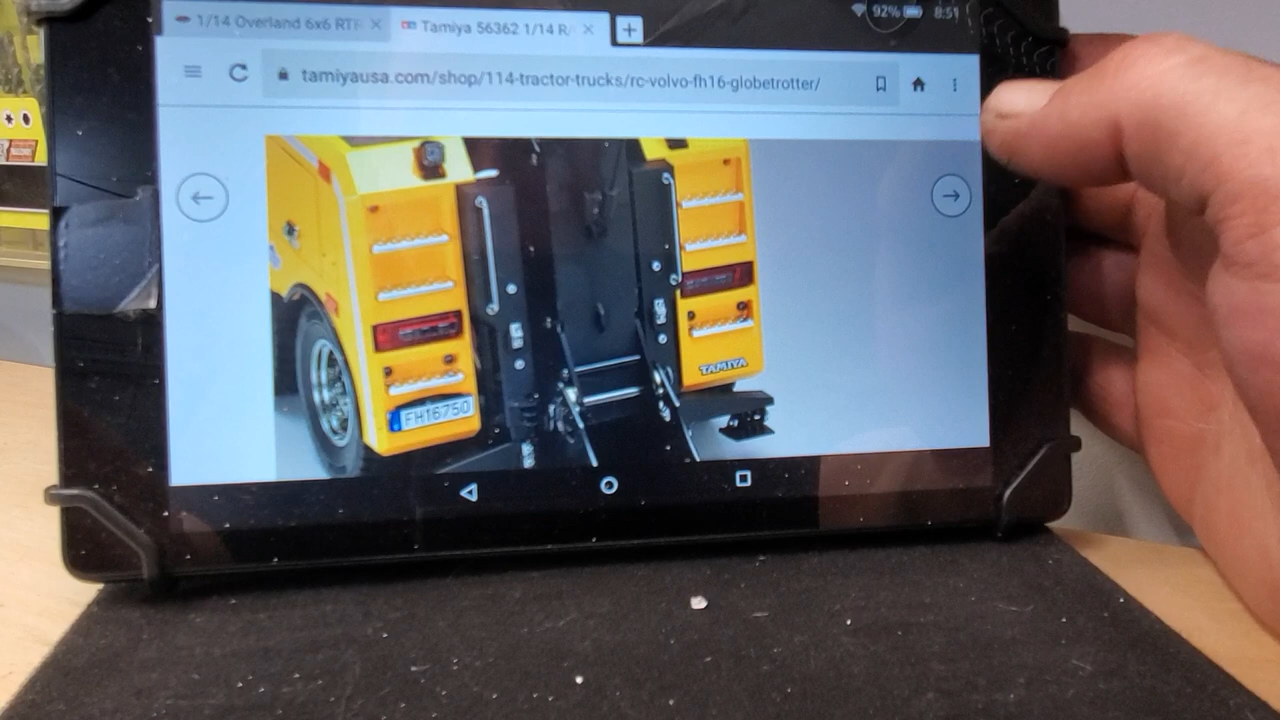 1/14 Overland 6x6 RTR
Tamiya 56362 1/14 R/
92%
8:51
tamiyausa.com/shop/114-tractor-trucks/rc-volvo-fh16-globetrotter/
TAMIYA
FH16750